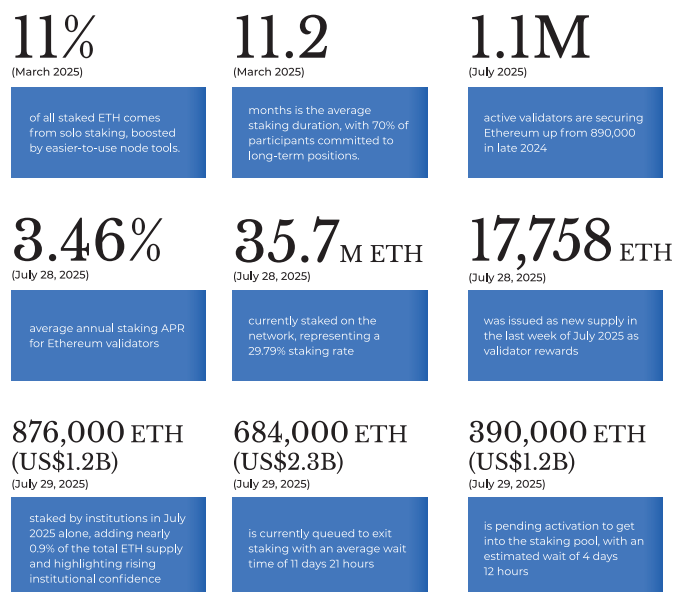 11%
(March 2025)
of all staked ETH comes
from solo staking, boosted
by easier-to-use node tools.
11.2
(March 2025)
months is the average
staking duration, with 70% of
participants committed to
long-term positions.
1.1M
(July 2025)
active validators are securing
Ethereum up from 890,000
in late 2024
3.46%
(July 28, 2025)
average annual staking APR
for Ethereum validators
35.7M ETH
(July 28, 2025)
currently staked on the
network, representing a
29.79% staking rate
17,758 ETH
(July 28, 2025)
was issued as new supply in
the last week of July 2025 as
validator rewards
876,000 ETH
(US$1.2B)
(July 29, 2025)
staked by institutions in July
2025 alone, adding nearly
0.9% of the total ETH supply
and highlighting rising
institutional confidence
684,000 ETH
(US$2.3B)
(July 29, 2025)
is currently queued to exit
staking with an average wait
time of 11 days 21 hours
390,000 ETH
(US$1.2B)
(July 29, 2025)
is pending activation to get
into the staking pool, with an
estimated wait of 4 days
12 hours